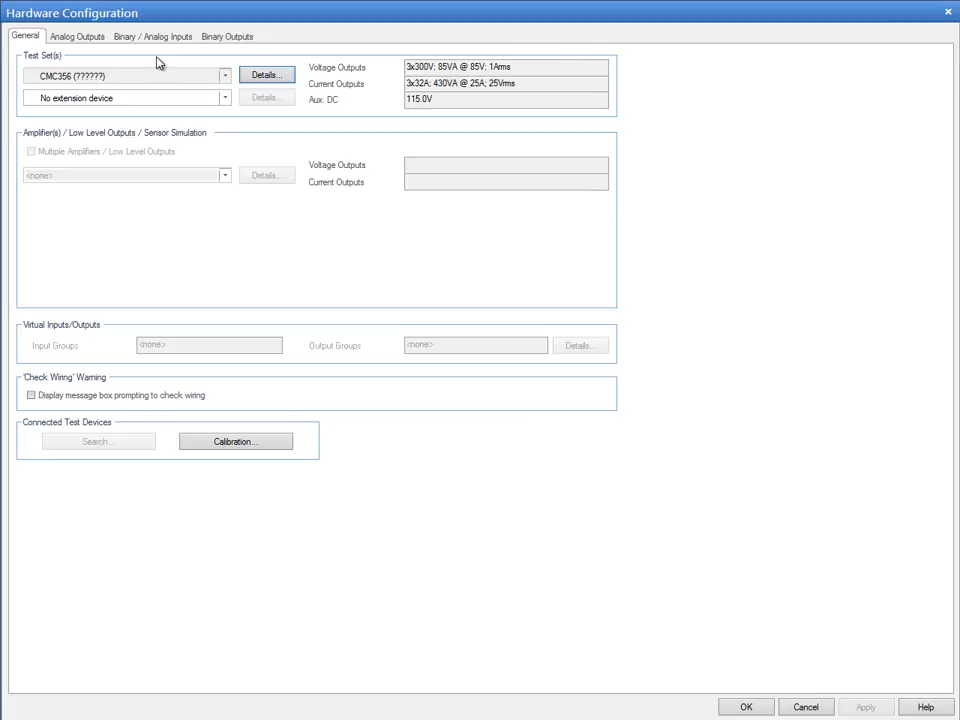 Hardware Configuration
General Analog Outputs Binary / Analog Inputs Binary Outputs
Test Set(s)
CMC356 (??????) Details... Voltage Outputs 3x300V; 85VA @ 85V; 1Arms
Current Outputs 3x32A; 430VA @ 25A; 25Vrms
No extension device Details... Aux. DC 115.0V
Amplifier(s) / Low Level Outputs / Sensor Simulation
Multiple Amplifiers / Low Level Outputs
Voltage Outputs
<none> Details... Current Outputs
Virtual Inputs/Outputs
Input Groups <none> Output Groups <none> Details...
'Check Wiring' Warning
Display message box prompting to check wiring
Connected Test Devices
Search... Calibration...
OK Cancel Apply Help